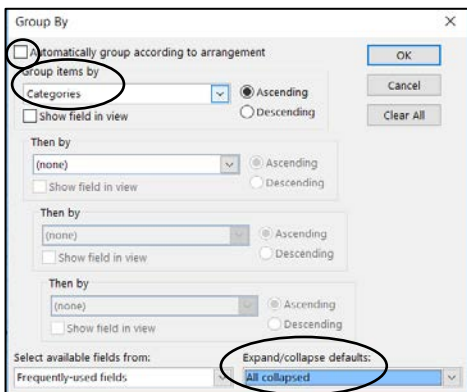 Group By
Automatically group according to arrangement
OK
Group items by
Categories
Ascending
Cancel
Show field in view
Descending
Clear All
Then by
(none)
Ascending
Show field in view
Descending
Then by
(none)
Ascending
Show field in view
Descending
Then by
(none)
Ascending
Show field in view
Descending
Select available fields from:
Expand/collapse defaults:
Frequently-used fields
All collapsed